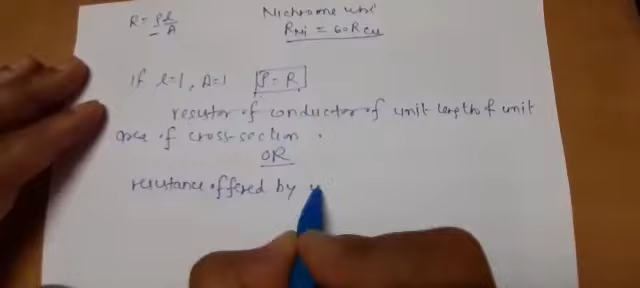 R = ρl/A
Nichrome wire
RNi = 60 RCu
If l=1, A=1 ρ = R
resistor of conductor of unit length & unit
area of cross-section.
OR
resistance offered by